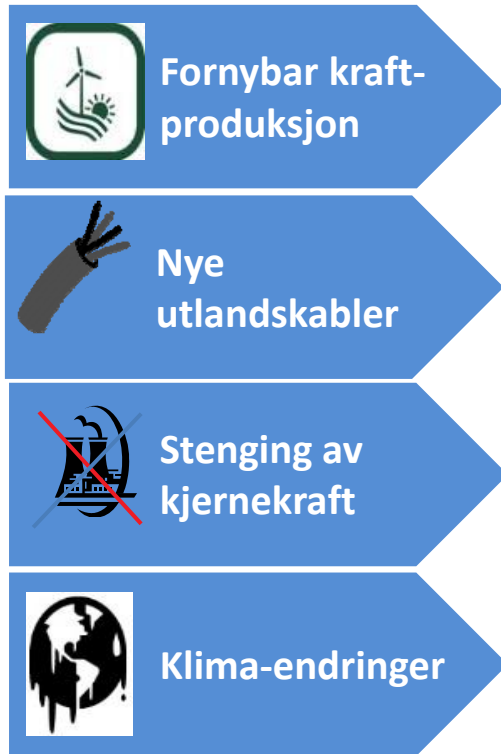 Fornybar kraft-
produksjon
Nye
utlandskabler
Stenging av
kjernekraft
Klima-endringer